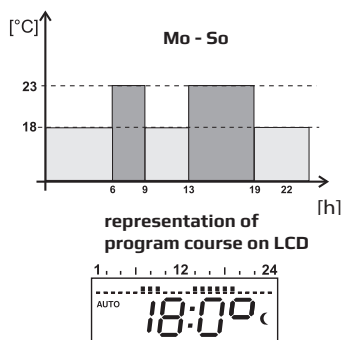 [°C]
Mo - So
23
18
6 9 13 19 22
[h]
representation of
program course on LCD
1 12 24
AUTO
18:0°